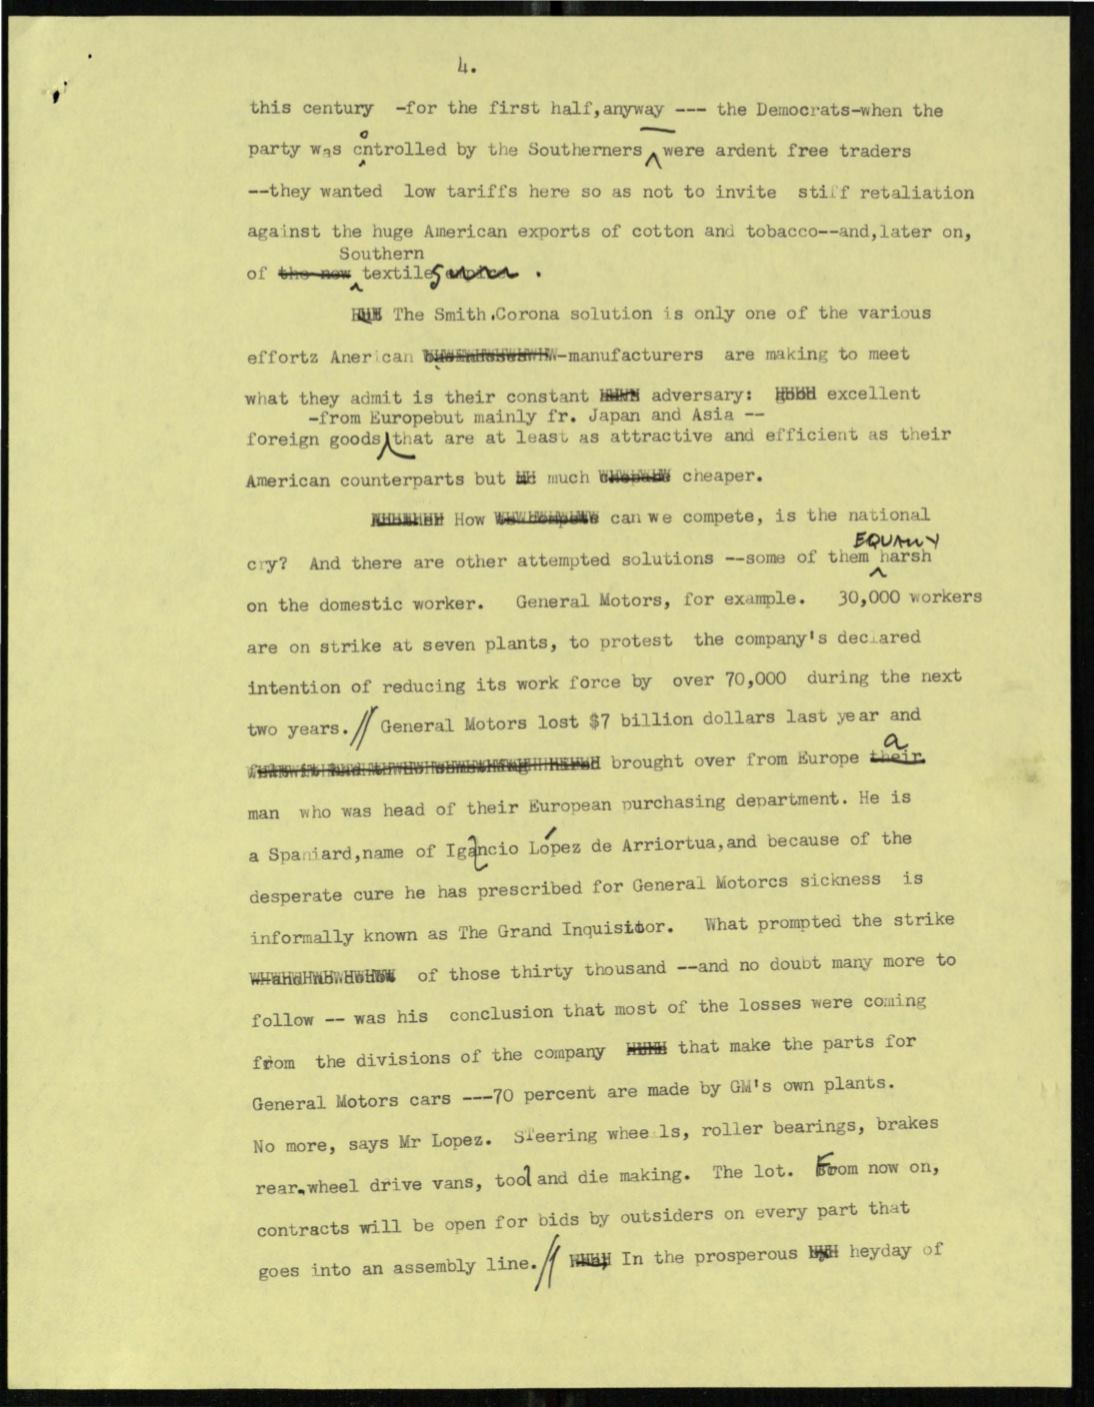 4.
this century -for the first half,anyway --- the Democrats-when the
party was controlled by the Southerners were ardent free traders
--they wanted low tariffs here so as not to invite stiff retaliation
against the huge American exports of cotton and tobacco--and,later on,
Southern
of the new textiles .
The Smith.Corona solution is only one of the various
effortz Anerican -manufacturers are making to meet
what they admit is their constant adversary: good excellent
-from Europebut mainly fr. Japan and Asia --
foreign goods that are at least as attractive and efficient as their
American counterparts but much cheaper.
How we compete can we compete, is the national
EQUALLY
cry? And there are other attempted solutions --some of them harsh
on the domestic worker. General Motors, for example. 30,000 workers
are on strike at seven plants, to protest the company's declared
intention of reducing its work force by over 70,000 during the next
two years.// General Motors lost $7 billion dollars last year and
a
brought over from Europe their
man who was head of their European purchasing department. He is
a Spaniard,name of Igancio López de Arriortua,and because of the
desperate cure he has prescribed for General Motorcs sickness is
informally known as The Grand Inquisitor. What prompted the strike
of those thirty thousand --and no doubt many more to
follow -- was his conclusion that most of the losses were coming
from the divisions of the company that make the parts for
General Motors cars ---70 percent are made by GM's own plants.
No more, says Mr Lopez. Steering wheels, roller bearings, brakes
rear.wheel drive vans, tool and die making. The lot. From now on,
contracts will be open for bids by outsiders on every part that
goes into an assembly line.// In the prosperous heyday of